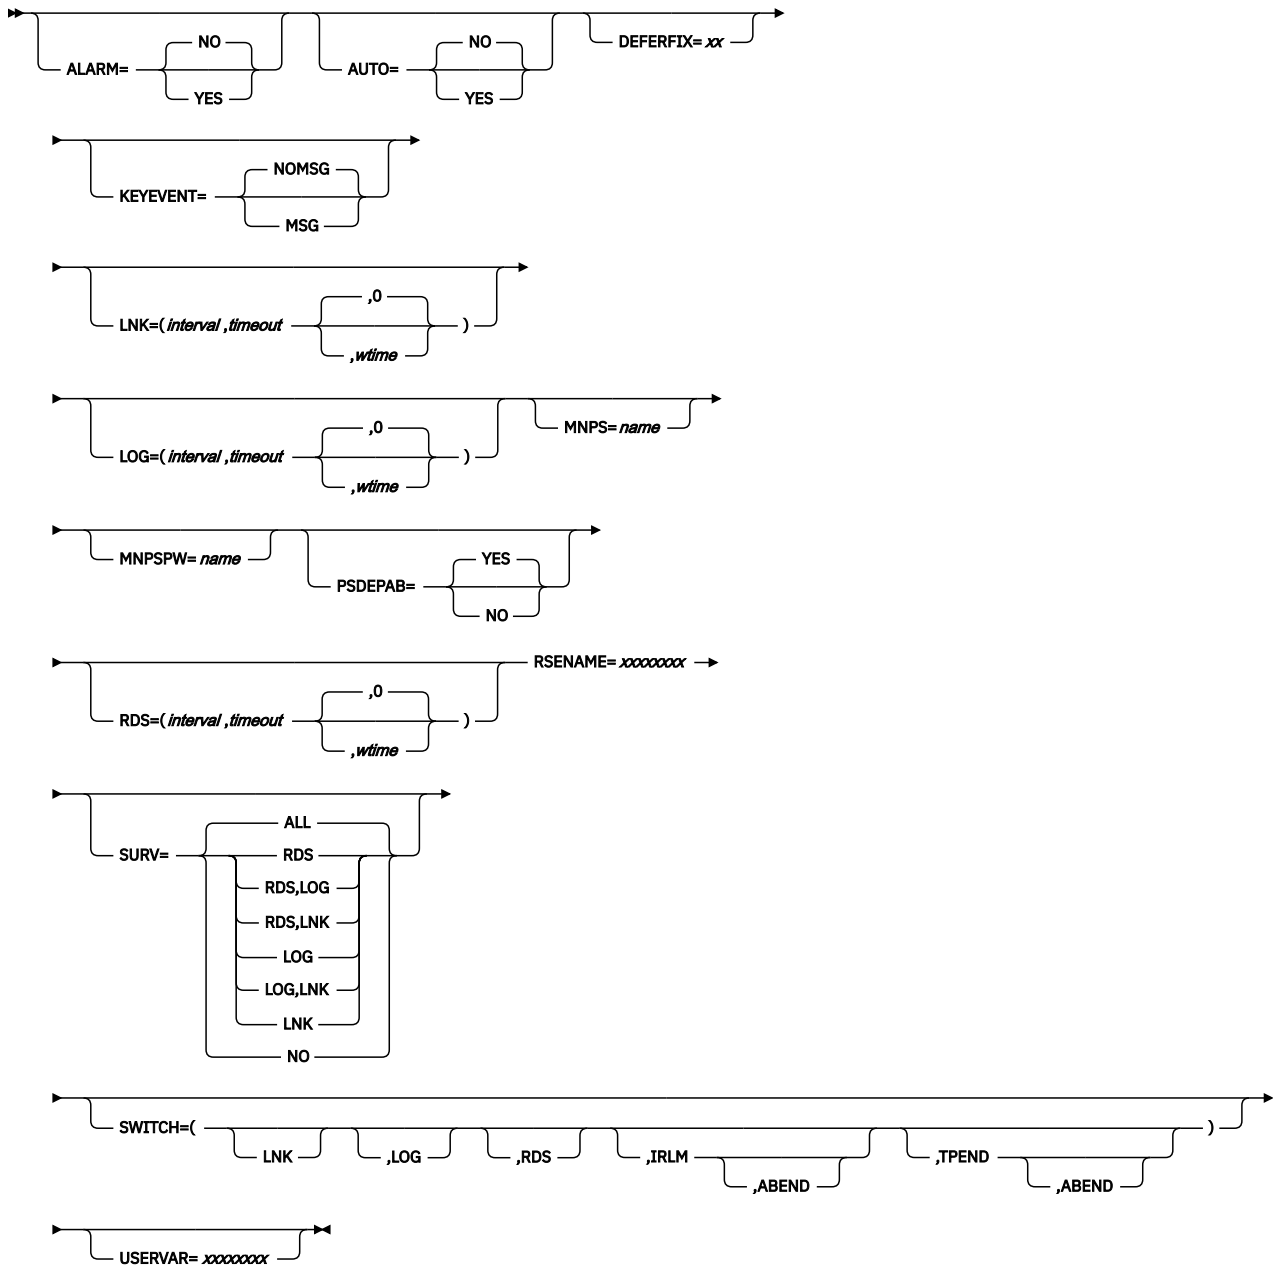 NO NO DEFERFIX= xx
ALARM= AUTO=
YES YES
NOMSG
KEYEVENT=
MSG
,0
LNK=( interval ,timeout )
,wtime
,0 MNPS= name
LOG=( interval ,timeout )
,wtime
MNPSPW= name YES
PSDEPAB=
NO
RSENAME= xxxxxxxx
,0
RDS=( interval ,timeout )
,wtime
ALL
SURV= RDS
RDS,LOG
RDS,LNK
LOG
LOG,LNK
LNK
NO
SWITCH=( )
LNK ,LOG ,RDS ,IRLM ,TPEND
,ABEND ,ABEND
USERVAR= xxxxxxxx